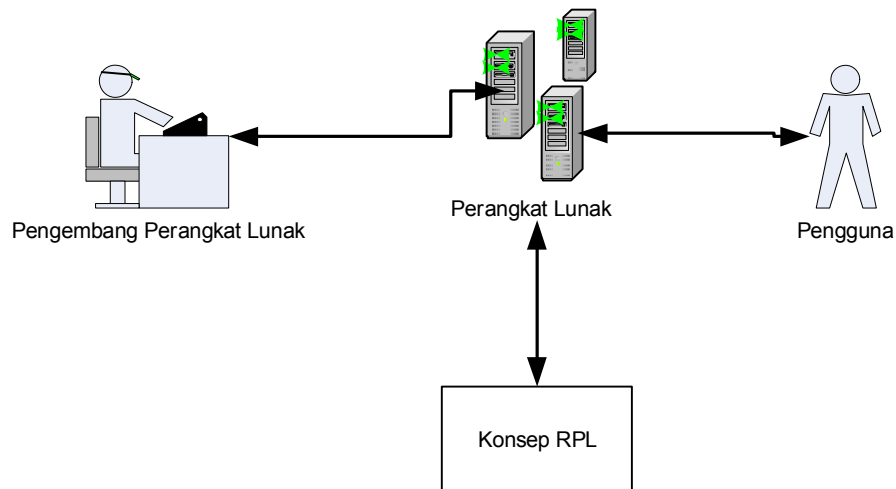 Pengembang Perangkat Lunak
Perangkat Lunak
Pengguna
Konsep RPL